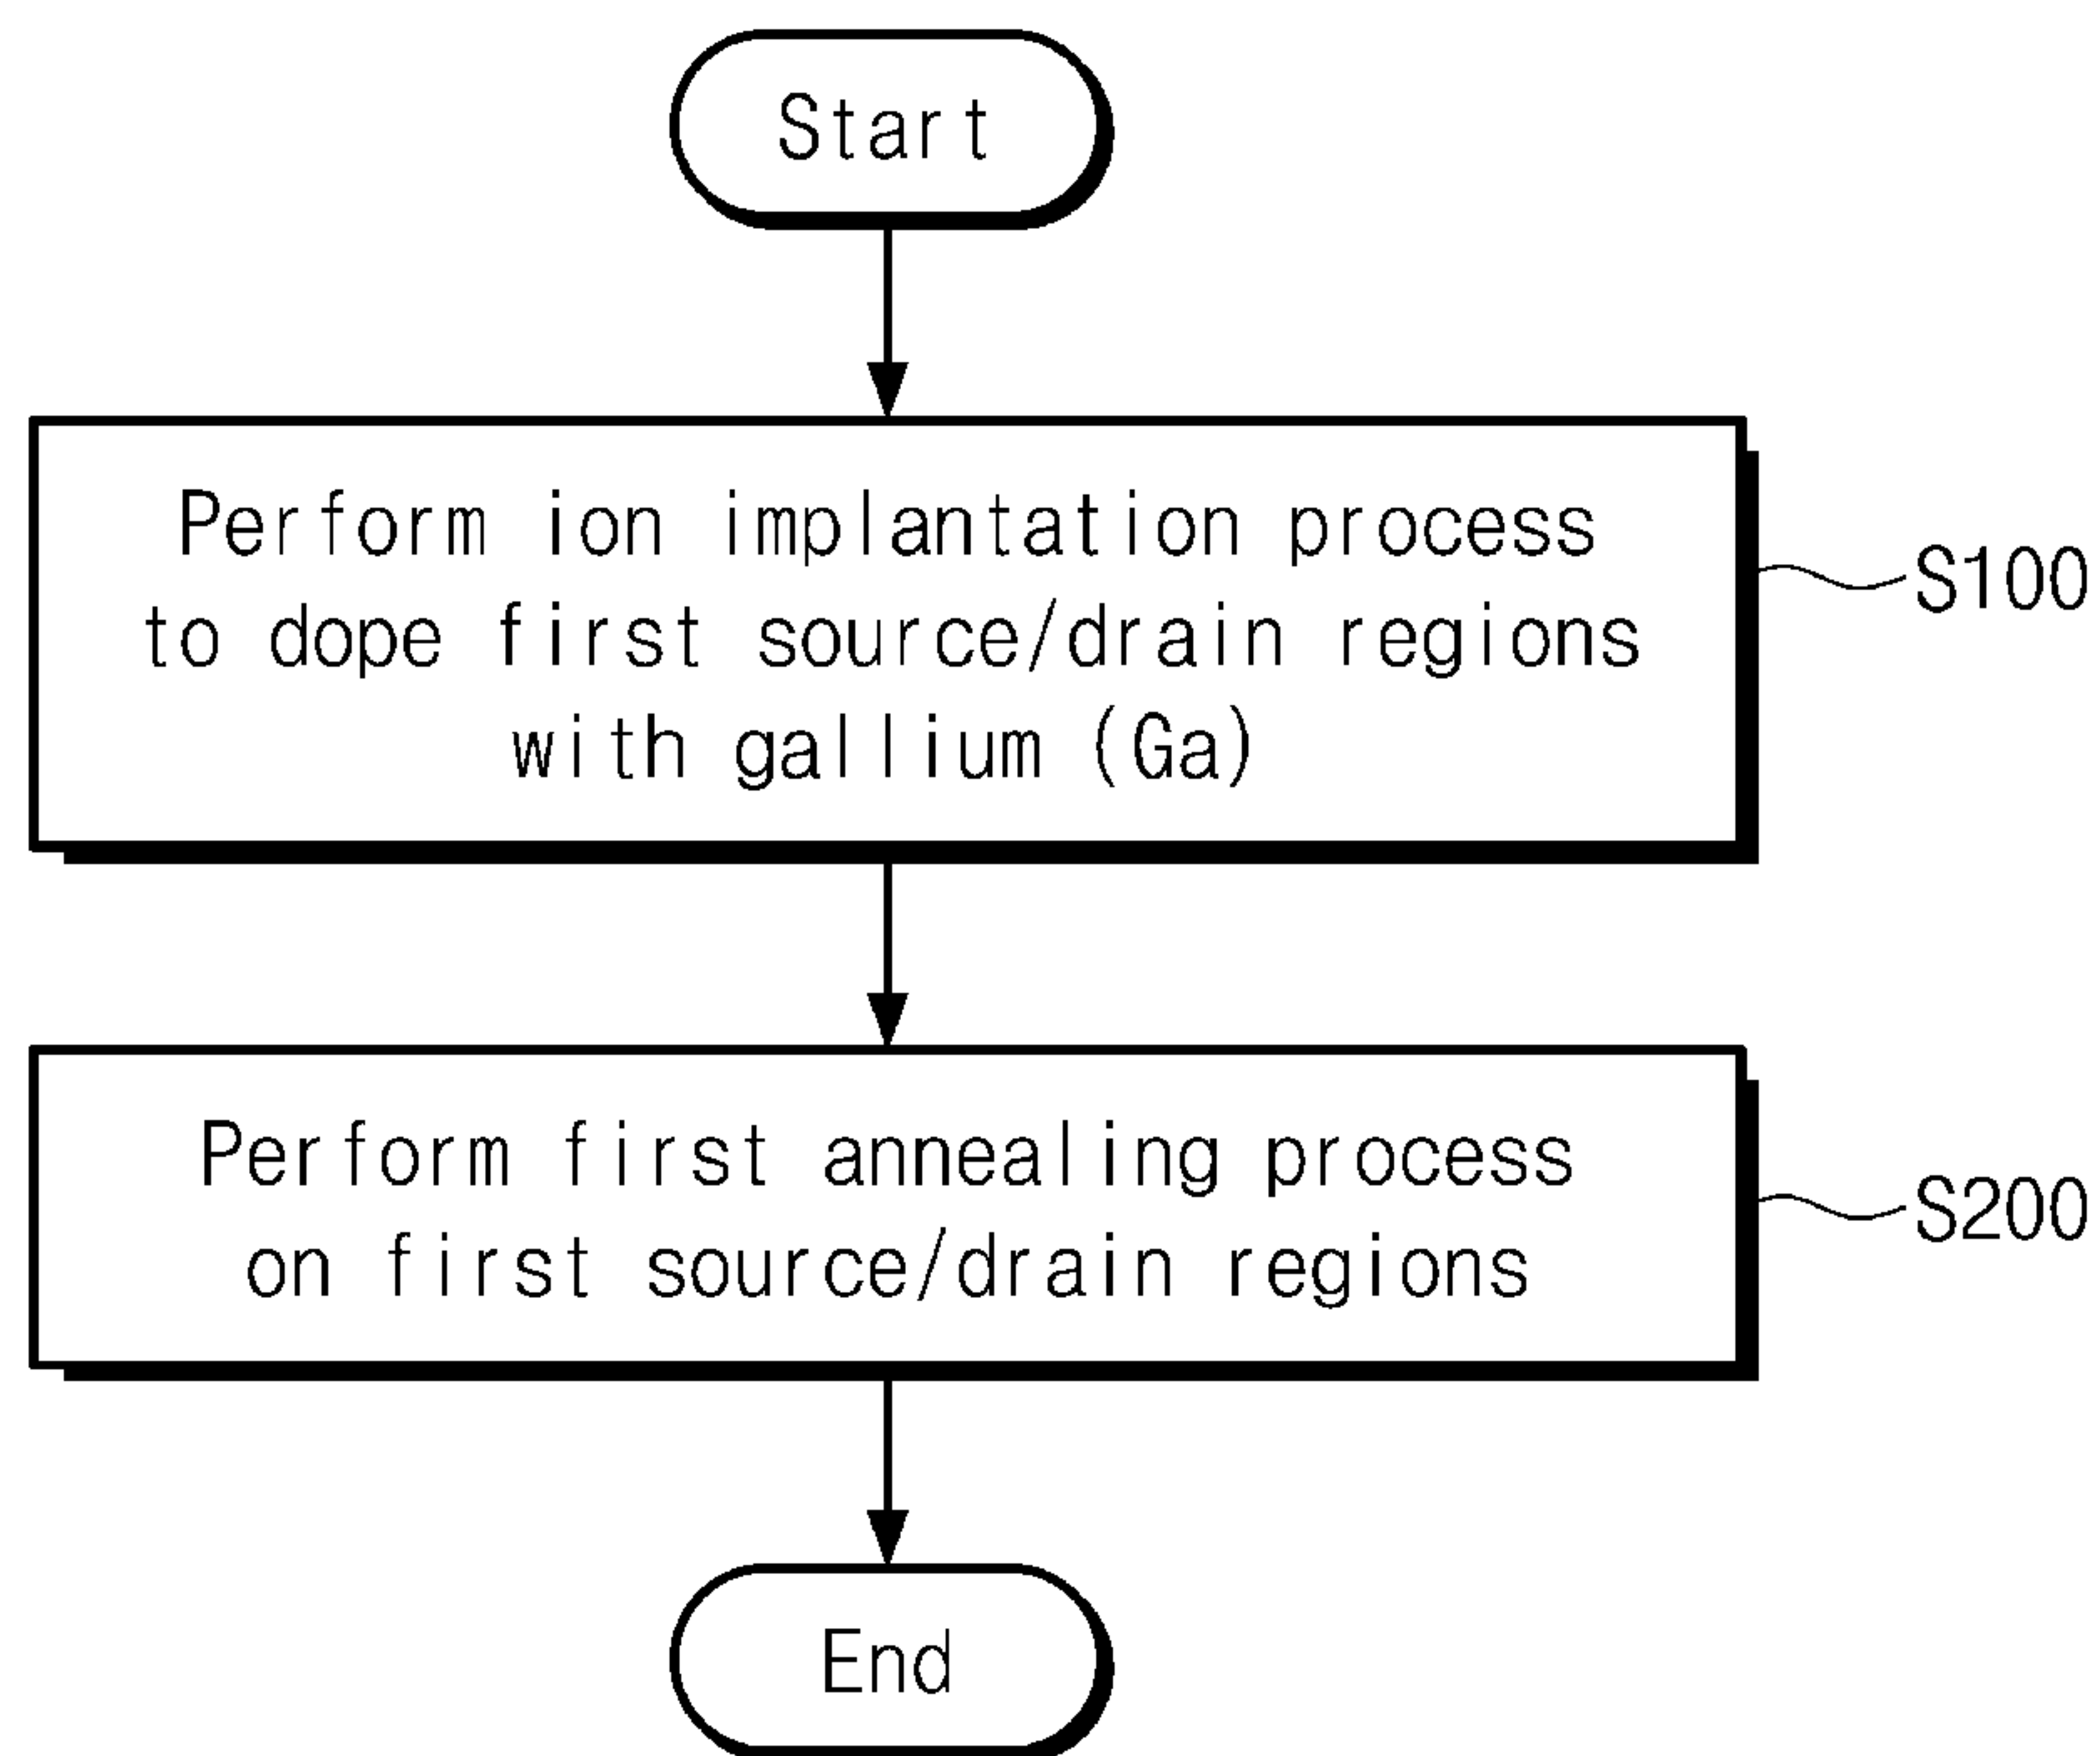 Start
Perform ion implantation process
to dope first source/drain regions
with gallium (Ga)
S100
Perform first annealing process
on first source/drain regions
S200
End